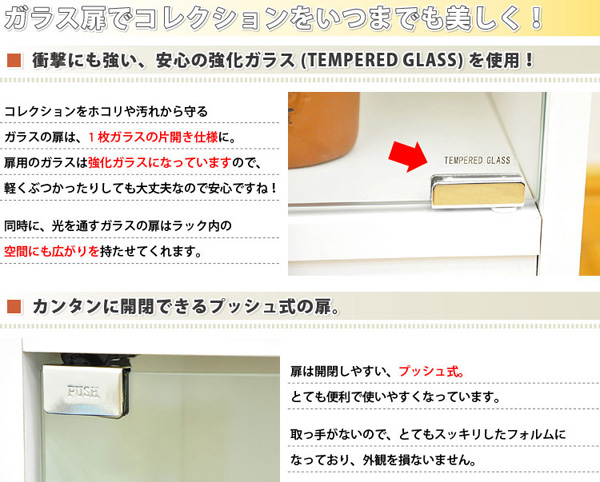 ガラス扉でコレクションをいつまでも美しく！
衝撃にも強い、安心の強化ガラス (TEMPERED GLASS) を使用！
コレクションをホコリや汚れから守る
ガラスの扉は、１枚ガラスの片開き仕様に。
扉用のガラスは強化ガラスになっていますので、
軽くぶつかったりしても大丈夫なので安心ですね！
同時に、光を通すガラスの扉はラック内の
空間にも広がりを持たせてくれます。
TEMPERED GLASS
カンタンに開閉できるプッシュ式の扉。
PUSH
扉は開閉しやすい、プッシュ式。
とても便利で使いやすくなっています。
取っ手がないので、とてもスッキリしたフォルムに
なっており、外観を損ないません。